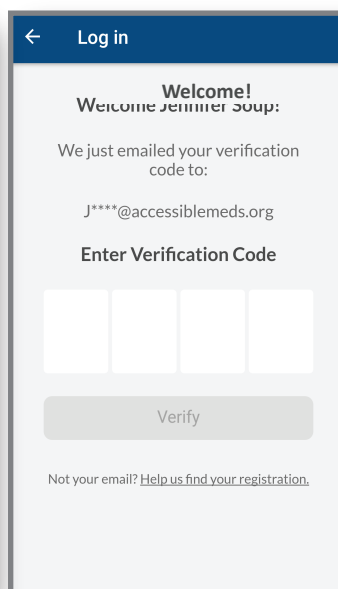 Log in
Welcome!
Welcome Jennifer Soup!
We just emailed your verification
code to:
J****@accessiblemeds.org
Enter Verification Code
Verify
Not your email? Help us find your registration.